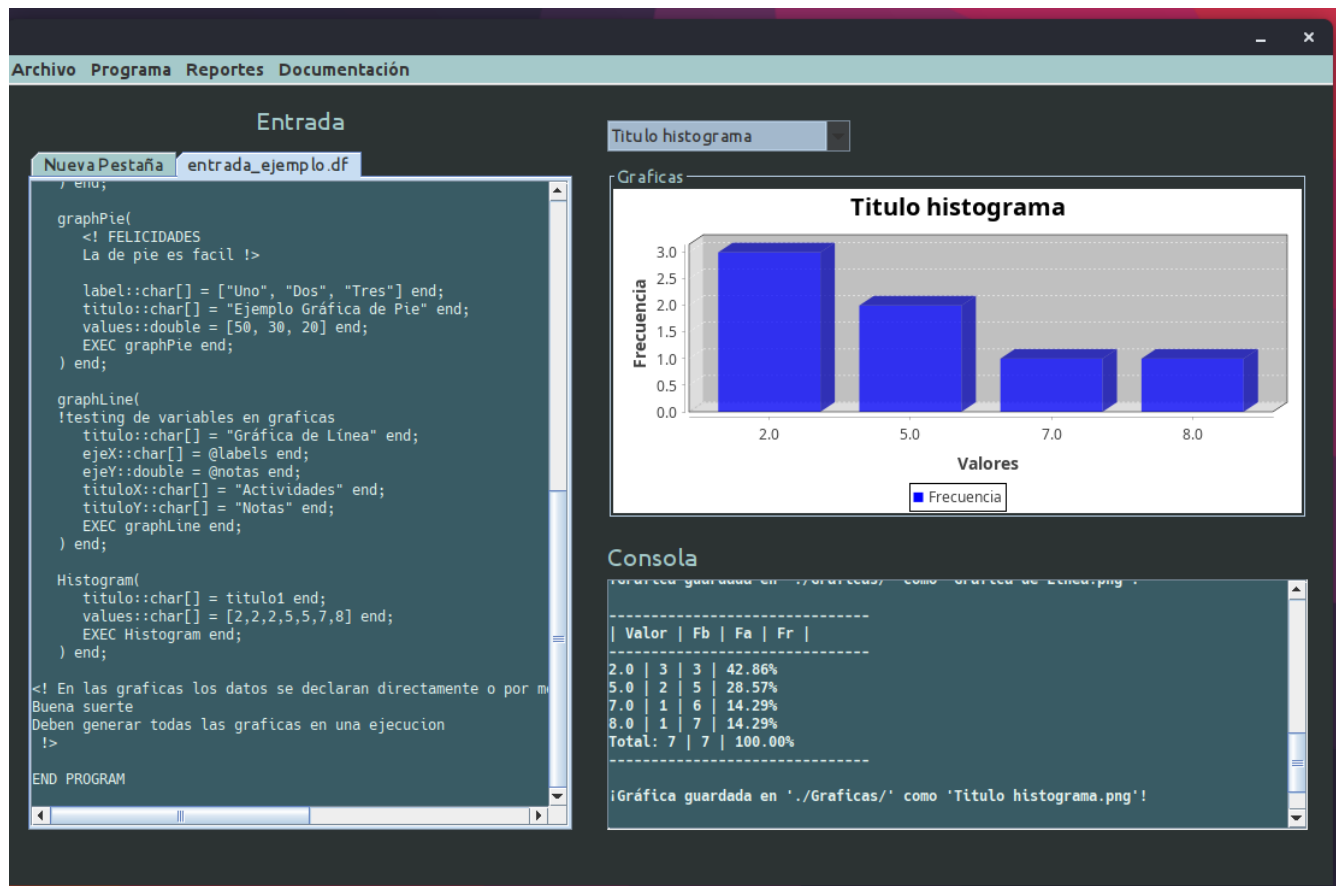 Archivo Programa Reportes Documentación
Entrada
Nueva Pestaña entrada_ejemplo.df
) end;
graphPie(
<! FELICIDADES
La de pie es facil !>
label::char[] = ["Uno", "Dos", "Tres"] end;
titulo::char[] = "Ejemplo Gráfica de Pie" end;
values::double = [50, 30, 20] end;
EXEC graphPie end;
) end;
graphLine(
!testing de variables en graficas
titulo::char[] = "Gráfica de Línea" end;
ejeX::char[] = @labels end;
ejeY::double = @notas end;
tituloX::char[] = "Actividades" end;
tituloY::char[] = "Notas" end;
EXEC graphLine end;
) end;
Histogram(
titulo::char[] = titulo1 end;
values::char[] = [2,2,2,5,5,7,8] end;
EXEC Histogram end;
) end;
<! En las graficas los datos se declaran directamente o por
Buena suerte
Deben generar todas las graficas en una ejecucion
!>
END PROGRAM
Titulo histograma
Graficas
Titulo histograma
Frecuencia
3.0
2.5
2.0
1.5
1.0
0.5
0.0
2.0 5.0 7.0 8.0
Valores
Frecuencia
Consola
¡Gráfica guardada en './Graficas/' como 'Gráfica de Línea.png'!
------------------------------
| Valor | Fb | Fa | Fr |
------------------------------
2.0 | 3 | 3 | 42.86%
5.0 | 2 | 5 | 28.57%
7.0 | 1 | 6 | 14.29%
8.0 | 1 | 7 | 14.29%
Total: 7 | 7 | 100.00%
------------------------------
¡Gráfica guardada en './Graficas/' como 'Titulo histograma.png'!